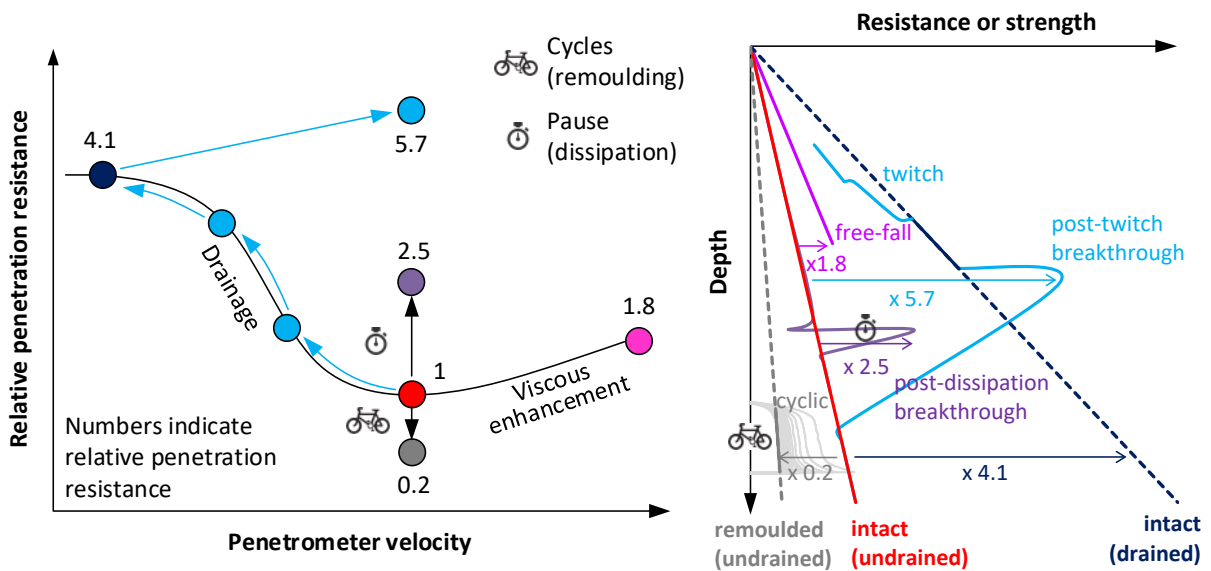 Relative penetration resistance
Cycles
(remoulding)
Pause
(dissipation)
4.1
5.7
Drainage
2.5
1
1.8
Viscous
enhancement
Numbers indicate
relative penetration
resistance
0.2
Penetrometer velocity
Resistance or strength
Depth
twitch
free-fall
x1.8
post-twitch
breakthrough
x 5.7
x 2.5
post-dissipation
breakthrough
cyclic
x 0.2
x 4.1
remoulded
(undrained)
intact
(undrained)
intact
(drained)